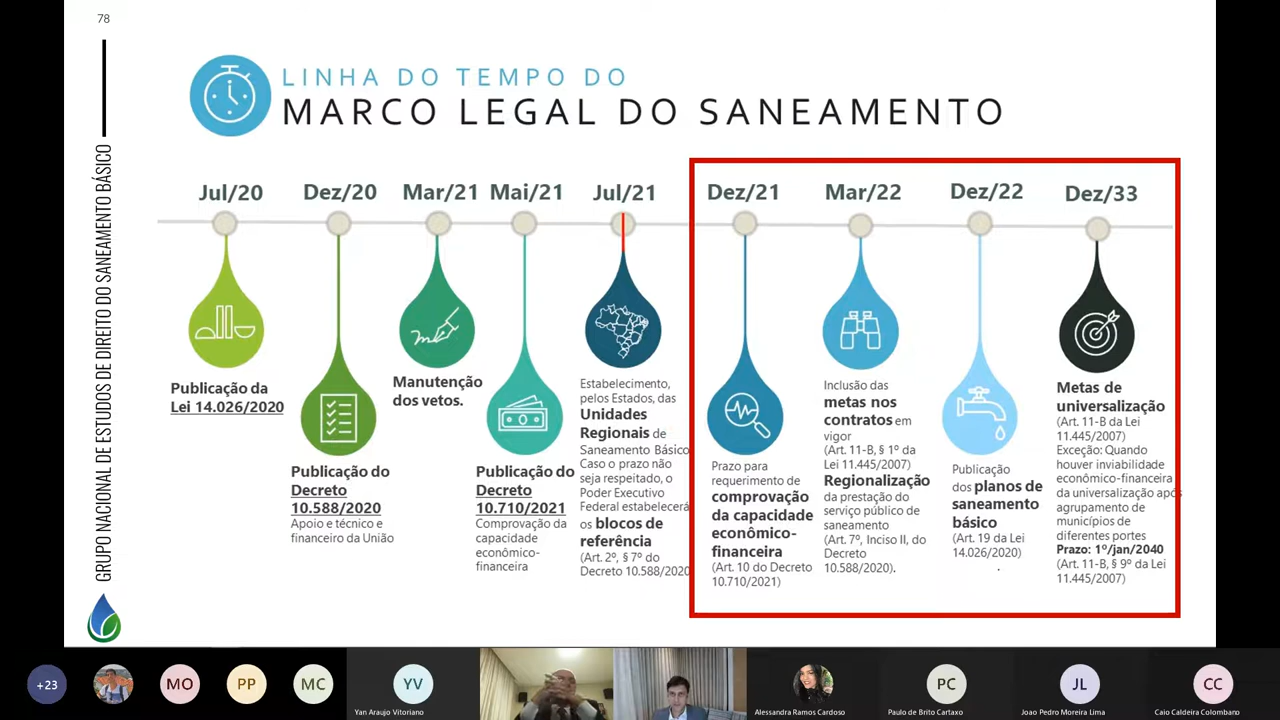 78
GRUPO NACIONAL DE ESTUDOS DE DIREITO DO SANEAMENTO BÁSICO
LINHA DO TEMPO DO
MARCO LEGAL DO SANEAMENTO
Jul/20
Publicação da
Lei 14.026/2020
Dez/20
Publicação do
Decreto
10.588/2020
Apoio e técnico e
financeiro da União
Mar/21
Manutenção
dos vetos.
Mai/21
Publicação do
Decreto
10.710/2021
Comprovação da
capacidade
econômico-
financeira
Jul/21
Estabelecimento,
pelos Estados, das
Unidades
Regionais de
Saneamento Básico
Caso o prazo não
seja respeitado, o
Poder Executivo
Federal estabelecerá
os blocos de
referência
(Art. 2º, § 7º do
Decreto 10.588/2020
Dez/21
Prazo para
requerimento de
comprovação
da capacidade
econômico-
financeira
(Art. 10 do Decreto
10.710/2021)
Mar/22
Inclusão das
metas nos
contratos em
vigor
(Art. 11-B, § 1º da
Lei 11.445/2007)
Regionalização
da prestação do
serviço público de
saneamento
(Art. 7º, Inciso II, do
Decreto
10.588/2020).
Dez/22
Publicação
dos planos de
saneamento
básico
(Art. 19 da Lei
14.026/2020)
.
Dez/33
Metas de
universalização
(Art. 11-B da Lei
11.445/2007)
Exceção: Quando
houver inviabilidade
econômico-financeira
da universalização após
agrupamento de
municípios de
diferentes portes
Prazo: 1º/jan/2040
(Art. 11-B, § 9º da Lei
11.445/2007)
+23
MO
PP
MC
YV
Yan Araujo Vitoriano
Alessandra Ramos Cardoso
PC
Paulo de Brito Cartaxo
JL
Joao Pedro Moreira Lima
CC
Caio Caldeira Colombano